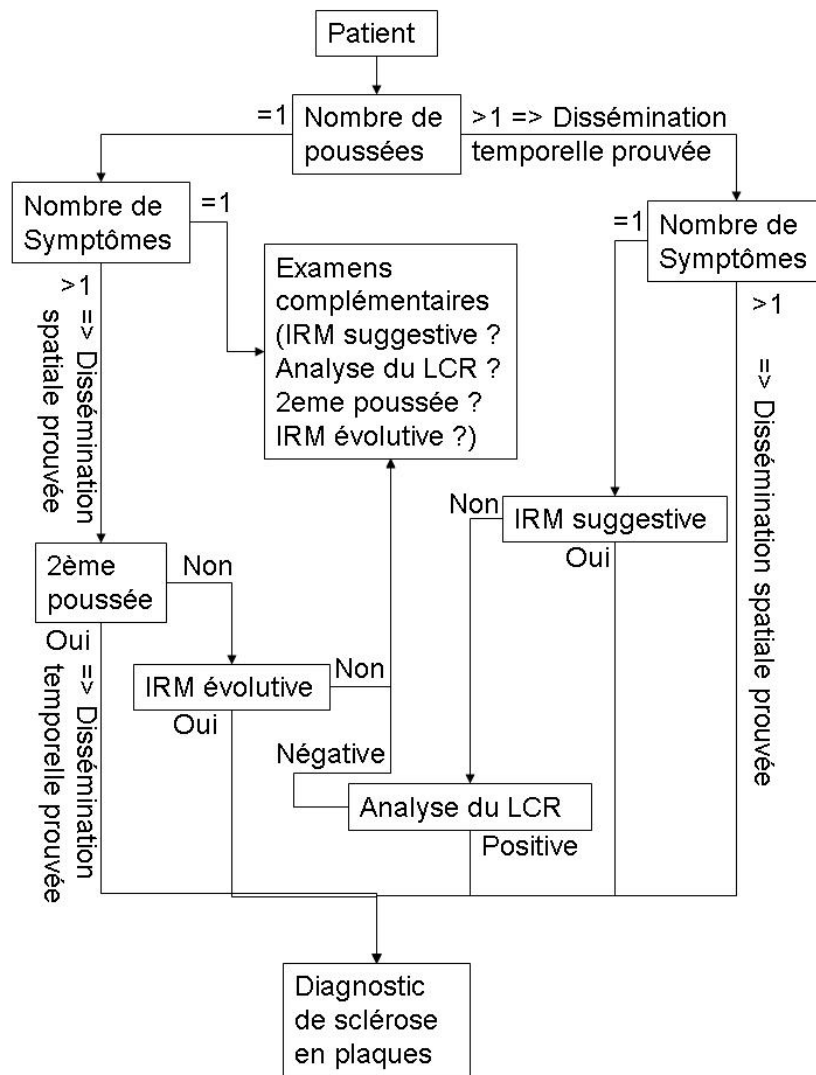 Patient
Nombre de
poussées
=1
>1 => Dissémination
temporelle prouvée
Nombre de
Symptômes
=1
>1
=> Dissémination
spatiale prouvée
Examens
complémentaires
(IRM suggestive ?
Analyse du LCR ?
2eme poussée ?
IRM évolutive ?)
Nombre de
Symptômes
=1
>1
=> Dissémination spatiale prouvée
IRM suggestive
Non
Oui
2ème
poussée
Non
Oui
=> Dissémination
temporelle prouvée
IRM évolutive
Non
Oui
Négative
Analyse du LCR
Positive
Diagnostic
de sclérose
en plaques